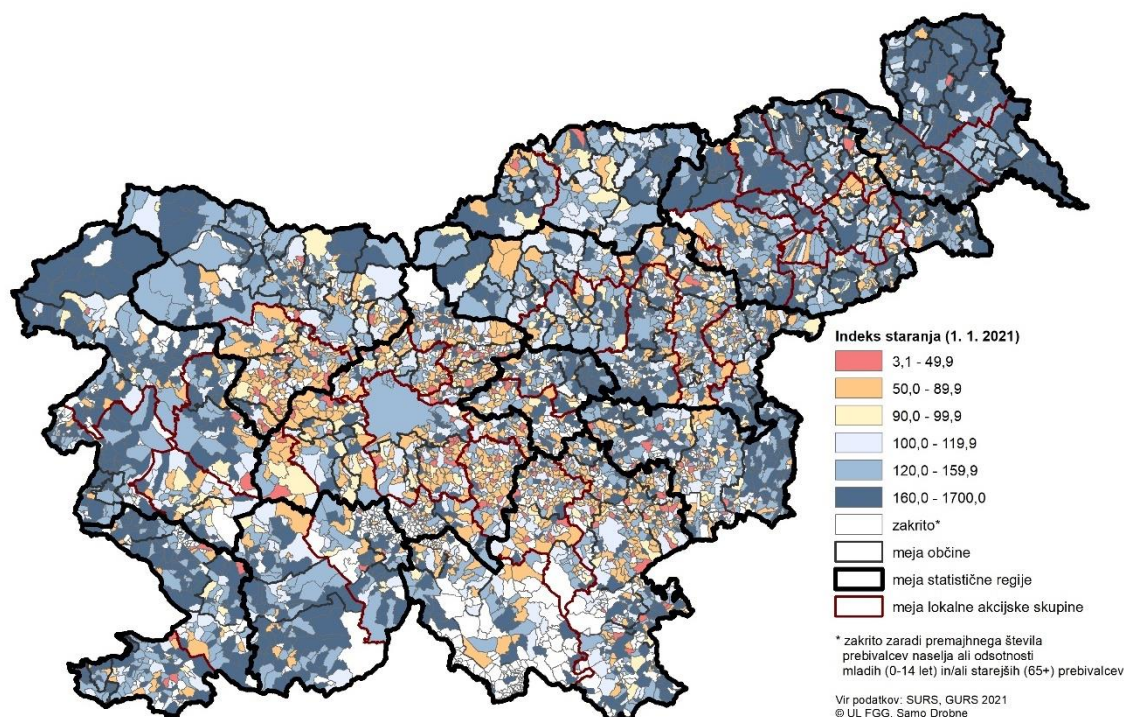 Indeks staranja (1. 1. 2021)
3,1 - 49,9
50,0 - 89,9
90,0 - 99,9
100,0 - 119,9
120,0 - 159,9
160,0 - 1700,0
zakrito*
meja občine
meja statistične regije
meja lokalne akcijske skupine
* zakrito zaradi premajhnega števila
prebivalcev naselja ali odsotnosti
mladih (0-14 let) in/ali starejših (65+) prebivalcev
Vir podatkov: SURS, GURS 2021
© UL FGG, Samo Drobne